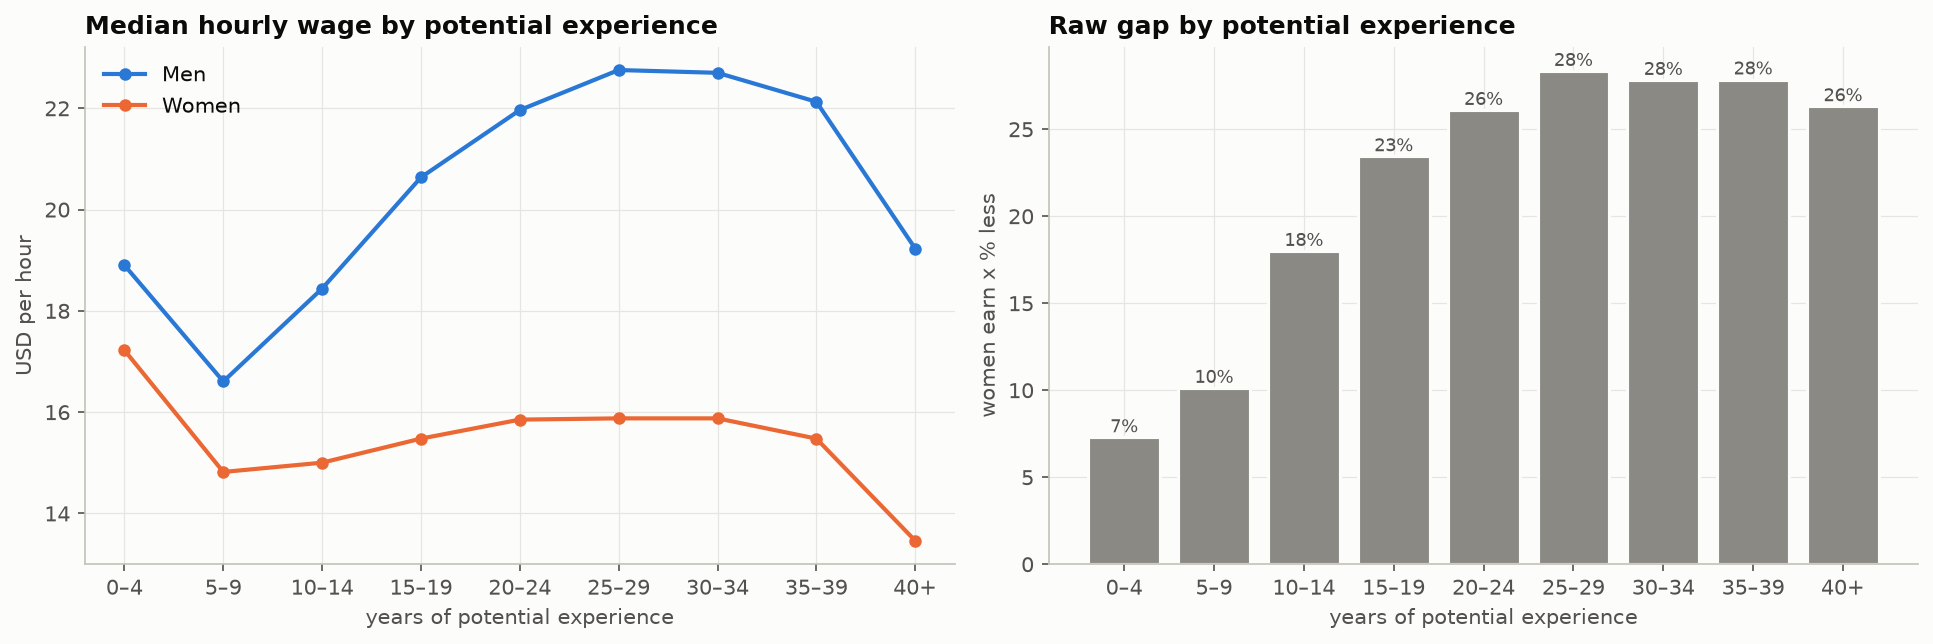 Median hourly wage by potential experience
Men
Women
22
20
18
16
14
USD per hour
0–4 5–9 10–14 15–19 20–24 25–29 30–34 35–39 40+
years of potential experience
Raw gap by potential experience
25
20
15
10
5
0
women earn x % less
7% 10% 18% 23% 26% 28% 28% 28% 26%
0–4 5–9 10–14 15–19 20–24 25–29 30–34 35–39 40+
years of potential experience